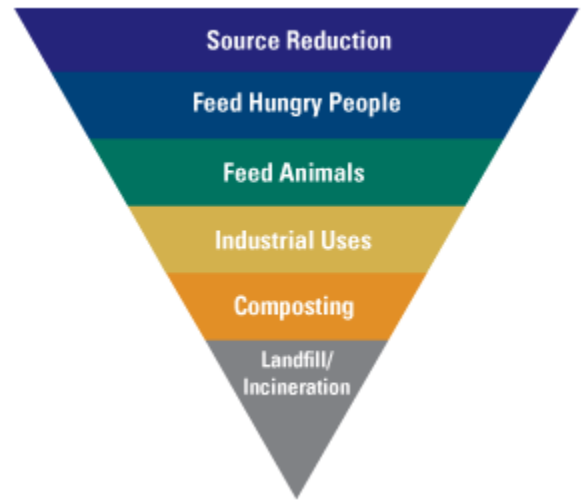 Source Reduction
Feed Hungry People
Feed Animals
Industrial Uses
Composting
Landfill/
Incineration